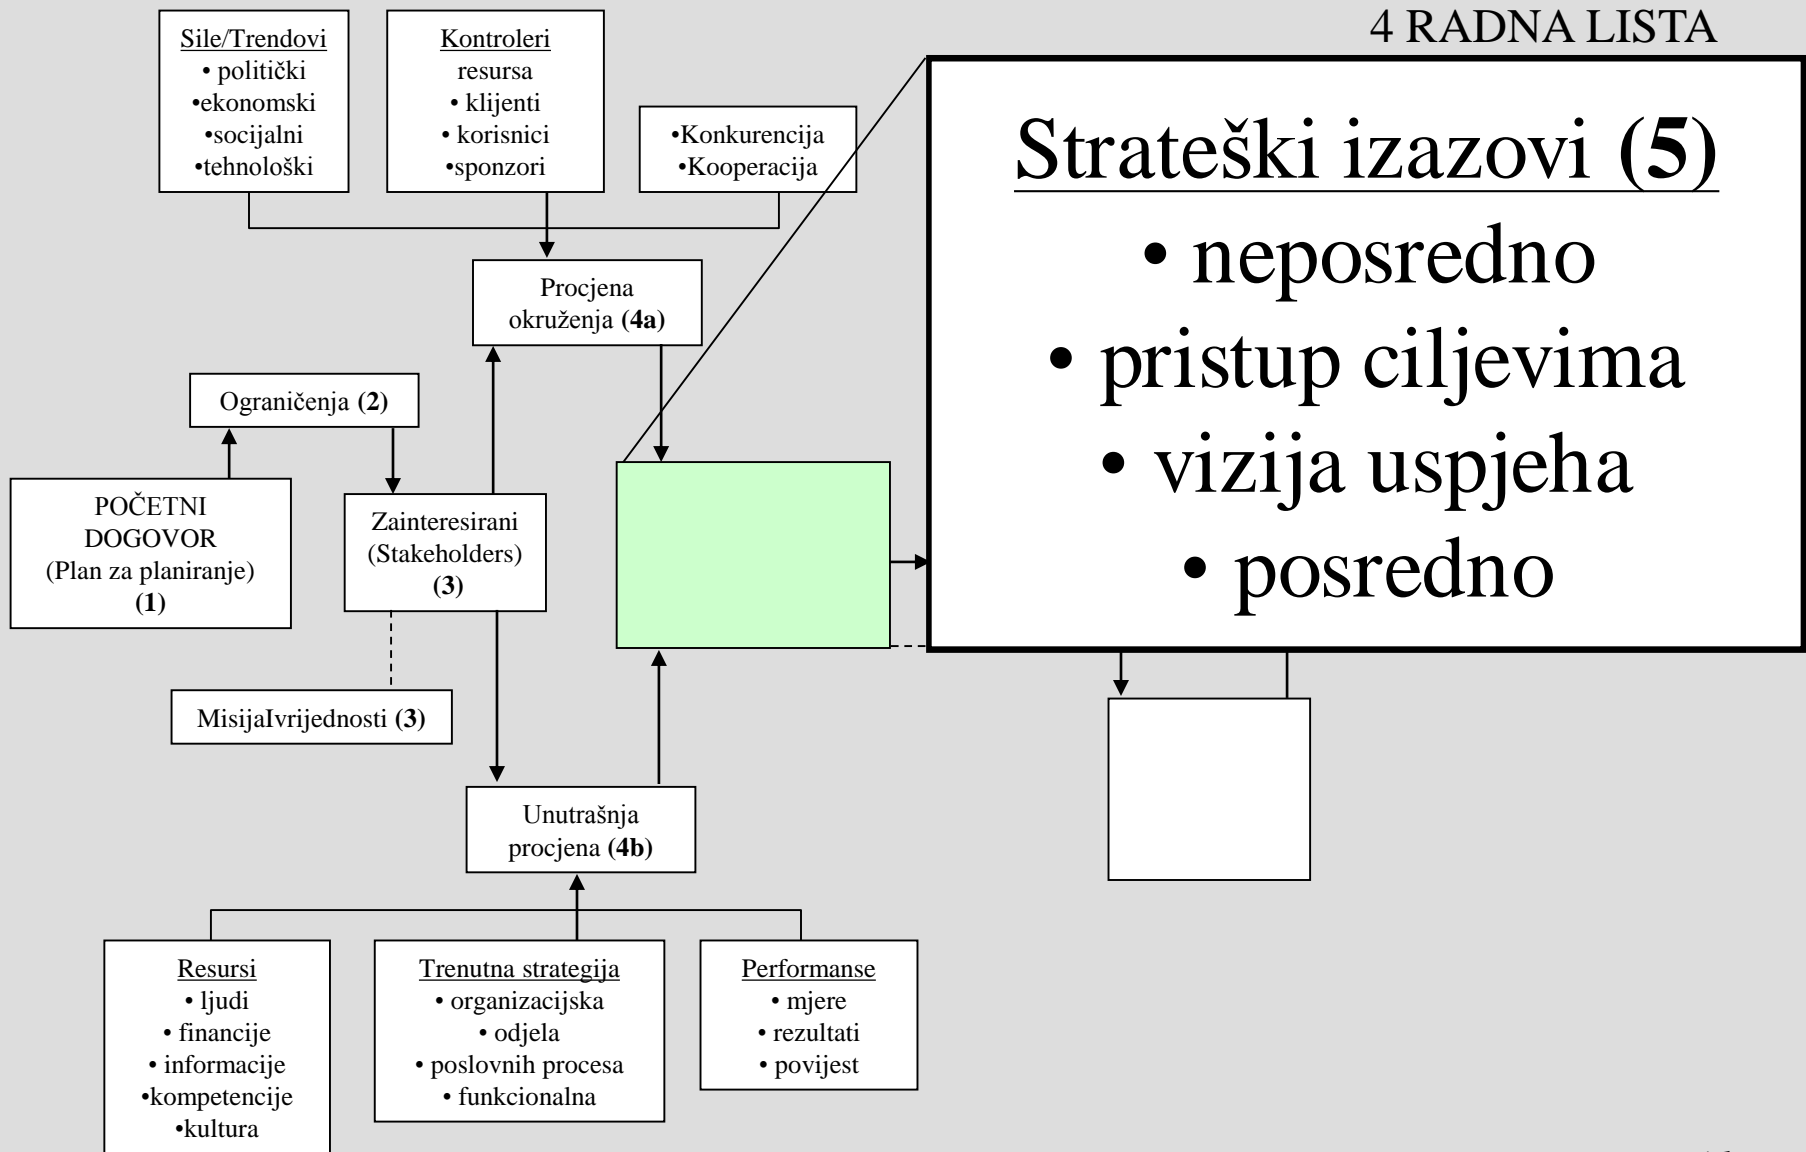 4 RADNA LISTA
Sile/Trendovi
• politički
•ekonomski
•socijalni
•tehnološki
Kontroleri
resursa
• klijenti
• korisnici
•sponzori
•Konkurencija
•Kooperacija
Strateški izazovi (5)
• neposredno
• pristup ciljevima
• vizija uspjeha
• posredno
Procjena
okruženja (4a)
Ograničenja (2)
POČETNI
DOGOVOR
(Plan za planiranje)
(1)
Zainteresirani
(Stakeholders)
(3)
MisijaIvrijednosti (3)
Unutrašnja
procjena (4b)
Resursi
• ljudi
• financije
• informacije
•kompetencije
•kultura
Trenutna strategija
• organizacijska
• odjela
• poslovnih procesa
• funkcionalna
Performanse
• mjere
• rezultati
• povijest